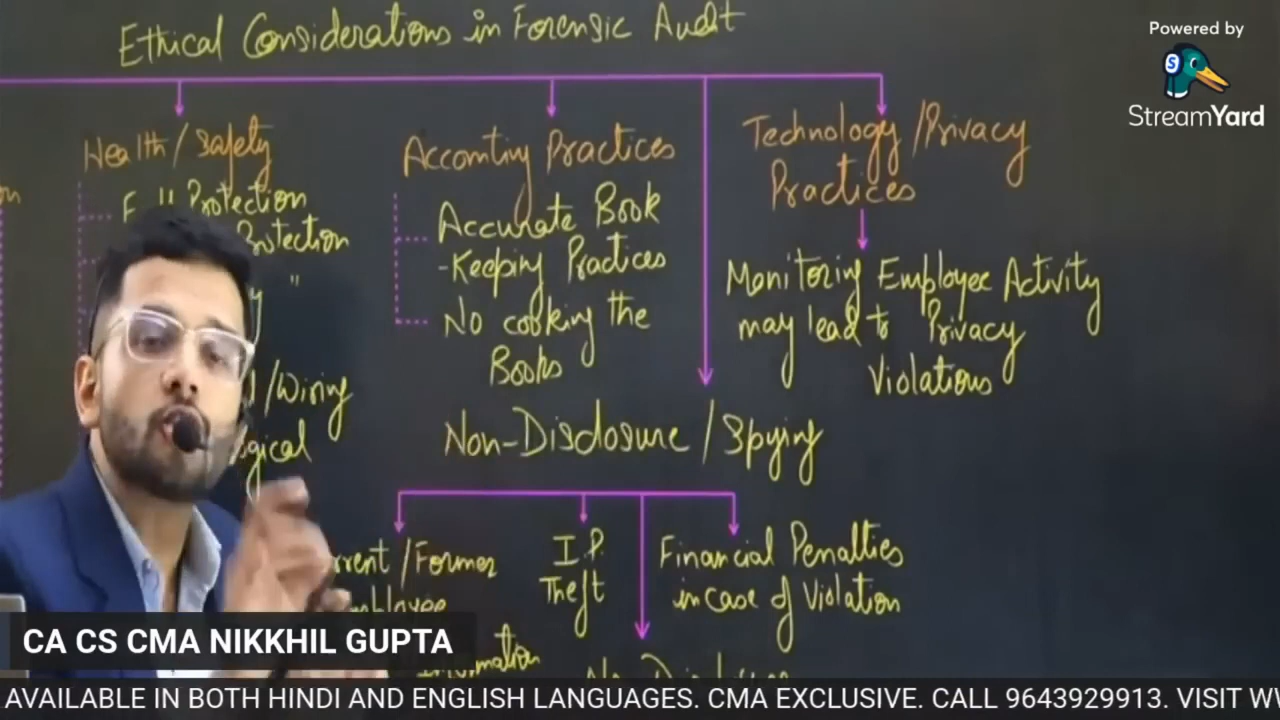 Ethical Considerations in Forensic Audit
Powered by
StreamYard
Health/Safety
Protection
"
/Wiring
Accounting Practices
Accurate Book
-Keeping Practices
No cooking the
Books
Technology/Privacy
Practices
Monitoring Employee Activity
may lead to Privacy
Violations
Non-Disclosure/Spying
/Former
I.P.
Theft
Financial Penalties
in case of Violation
CA CS CMA NIKKHIL GUPTA
AVAILABLE IN BOTH HINDI AND ENGLISH LANGUAGES. CMA EXCLUSIVE. CALL 9643929913. VISIT